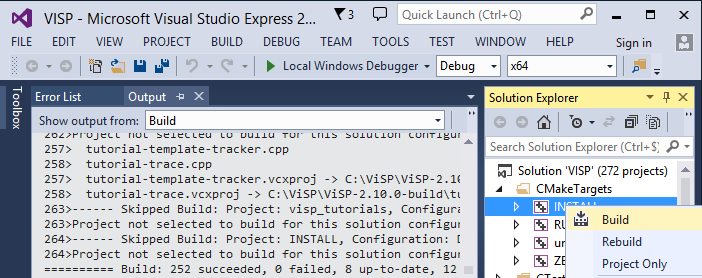 VISP - Microsoft Visual Studio Express 2...
3
Quick Launch (Ctrl+Q)
FILE EDIT VIEW PROJECT BUILD DEBUG TEAM TOOLS TEST WINDOW HELP Sign in
Local Windows Debugger Debug x64
Toolbox
Error List Output
Show output from: Build
262>Project not selected to build for this solution configur
257> tutorial-template-tracker.cpp
258> tutorial-trace.cpp
257> tutorial-template-tracker.vcxproj -> C:\ViSP\ViSP-2.10
258> tutorial-trace.vcxproj -> C:\ViSP\ViSP-2.10.0-build\tu
263>------ Skipped Build: Project: visp_tutorials, Configura
263>Project not selected to build for this solution configur
264>------ Skipped Build: Project: INSTALL, Configuration: D
264>Project not selected to build for this solution configur
========== Build: 252 succeeded, 0 failed, 8 up-to-date, 12
Solution Explorer
Search Solution Explorer (Ctrl+$)
Solution 'VISP' (272 projects)
CMakeTargets
INSTALL
RU
un
ZE
CTest
Build
Rebuild
Project Only